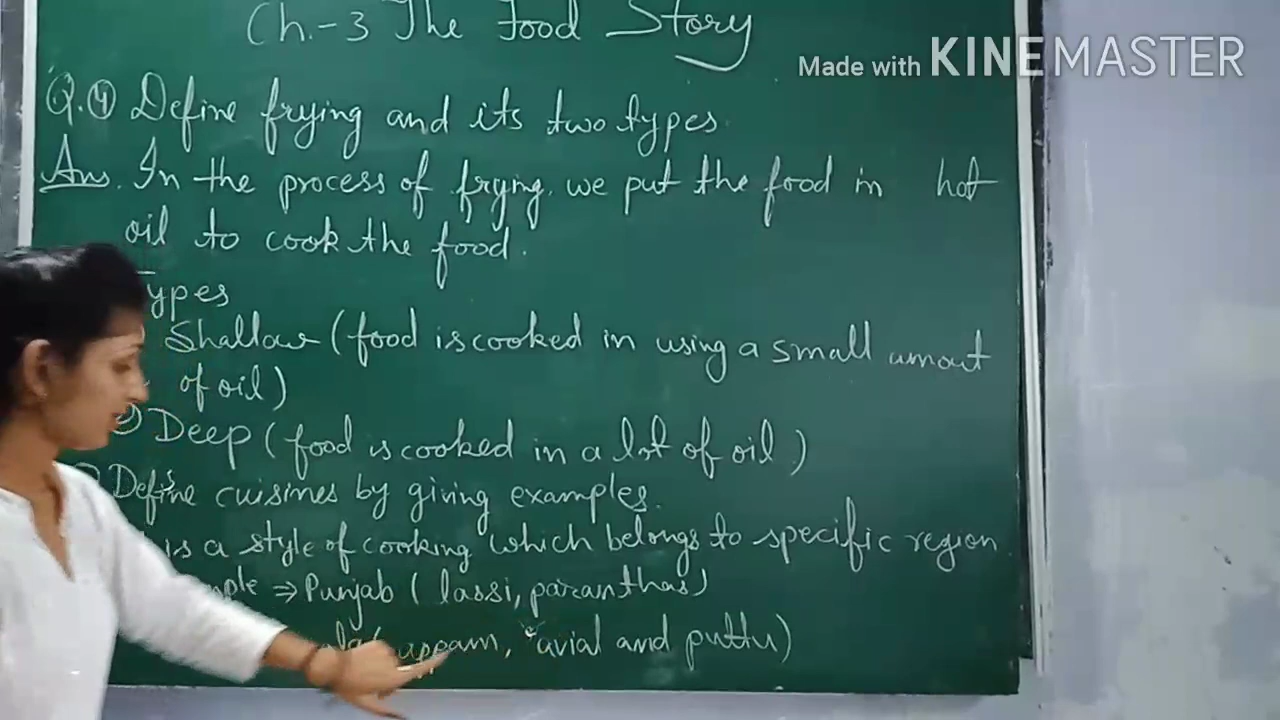 Ch.-3 The Food Story
Made with KINEMASTER
Q.④ Define frying and its two types.
Ans. In the process of frying, we put the food in hot
oil to cook the food.
ypes
Shallow (food is cooked in using a small amout
of oil)
Deep (food is cooked in a lot of oil)
Define cuisines by giving examples.
is a style of cooking which belongs to specific region
mple ⇒ Punjab (lassi, paranthas)
ala (appam, avial and puttu)